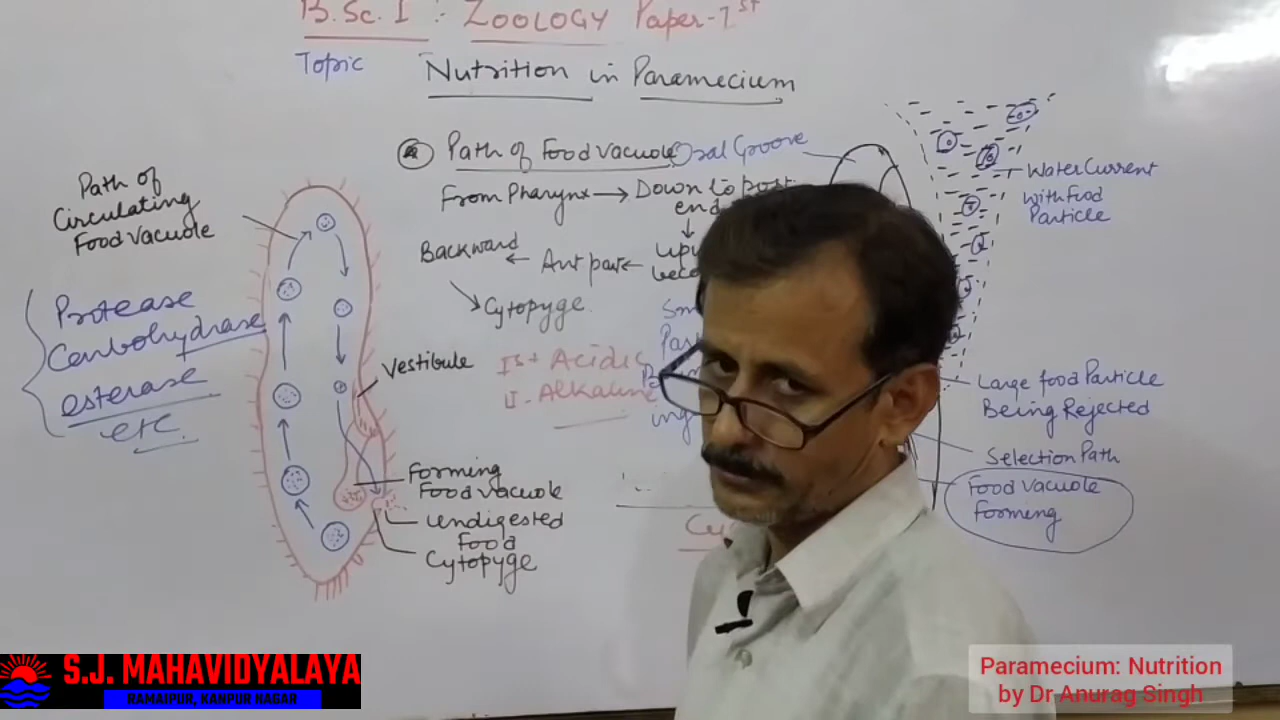 B.Sc. I : ZOOLOGY Paper-1st
Topic
Nutrition in Paramecium
Path of Food Vacuole
Oral Groove
From Pharynx → Down to
end
Backward ← Ant part ←
Cytopyge
Ist Acidic
II. Alkaline
Path of
Circulating
Food Vacuole
Protease
Carbohydrase
esterase
etc.
Vestibule
Forming
Food Vacuole
Undigested
Food
Cytopyge
Water Current
with Food
Particle
Large food Particle
Being Rejected
Selection Path
Food Vacuole
Forming
S.J. MAHAVIDYALAYA
RAMAIPUR, KANPUR NAGAR
Paramecium: Nutrition
by Dr Anurag Singh